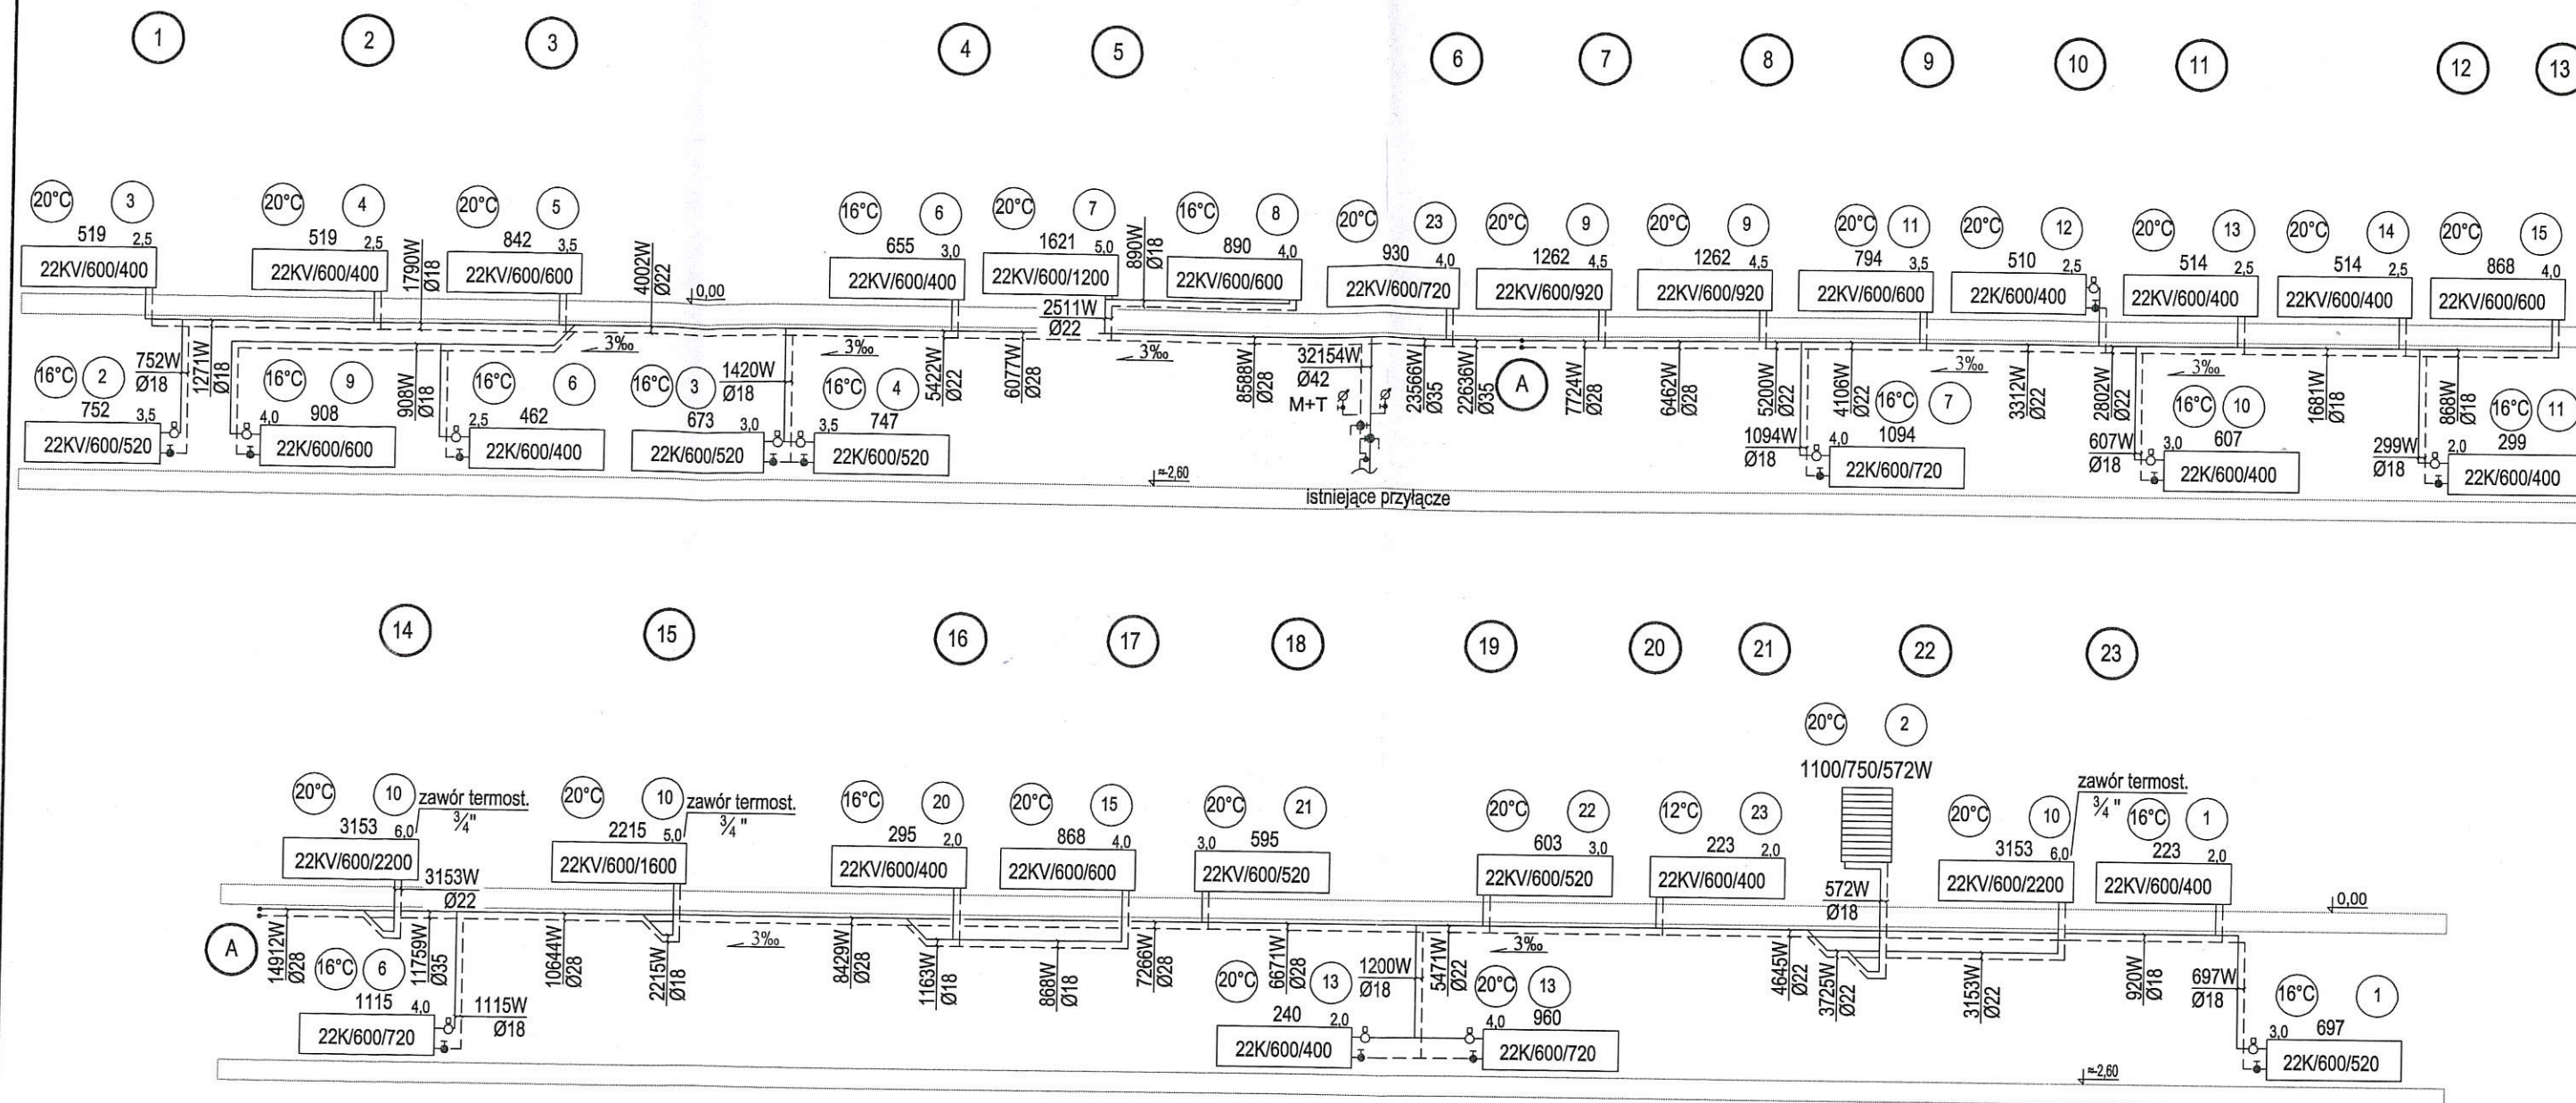 1 2 3 4 5 6 7 8 9 10 11 12 13
20°C 3 20°C 4 20°C 5 16°C 6 20°C 7 16°C 8 20°C 23 20°C 9 20°C 9 20°C 11 20°C 12 20°C 13 20°C 14 20°C 15
519 2,5 519 2,5 842 3,5 655 3,0 1621 5,0 890 4,0 930 4,0 1262 4,5 1262 4,5 794 3,5 510 2,5 514 2,5 514 2,5 868 4,0
22KV/600/400 22KV/600/400 22KV/600/600 22KV/600/400 22KV/600/1200 22KV/600/600 22KV/600/720 22KV/600/920 22KV/600/920 22KV/600/600 22K/600/400 22KV/600/400 22KV/600/400 22KV/600/600
1790W
Ø18
4002W
Ø22
890W
Ø18
0,00
2511W
Ø22
3‰ 3‰ 3‰ 3‰ 3‰
752W
Ø18
1271W
Ø18
908W
Ø18
1420W
Ø18
5422W
Ø22
6077W
Ø28
8588W
Ø28
32154W
Ø42
M+T
23566W
Ø35
22636W
Ø35
A
7724W
Ø28
6462W
Ø28
5200W
Ø22
4106W
Ø22
3312W
Ø22
2802W
Ø22
1681W
Ø18
868W
Ø18
16°C 2 16°C 9 16°C 6 16°C 3 16°C 4 16°C 7 16°C 10 16°C 11
752 3,5 4,0 908 2,5 462 673 3,0 3,5 747 4,0 1094 3,0 607 2,0 299
22KV/600/520 22K/600/600 22K/600/400 22K/600/520 22K/600/520 22K/600/720 22K/600/400 22K/600/400
1094W
Ø18
607W
Ø18
299W
Ø18
≈-2,60
istniejące przyłącze
14 15 16 17 18 19 20 21 22 23
20°C 2
1100/750/572W
20°C 10 zawór termost. 20°C 10 zawór termost. 16°C 20 20°C 15 20°C 21 20°C 22 12°C 23 20°C 10 zawór termost. 16°C 1
3/4" 3/4" 3/4"
3153 6,0 2215 5,0 295 2,0 868 4,0 3,0 595 603 3,0 223 2,0 3153 6,0 223 2,0
22KV/600/2200 22KV/600/1600 22KV/600/400 22KV/600/600 22KV/600/520 22KV/600/520 22KV/600/400 22KV/600/2200 22KV/600/400
3153W
Ø22
572W
Ø18
0,00
A
3‰ 3‰
14912W
Ø28
11759W
Ø35
10644W
Ø28
2215W
Ø18
8429W
Ø28
1163W
Ø18
868W
Ø18
7266W
Ø28
6671W
Ø28
1200W
Ø18
5471W
Ø22
4645W
Ø22
3725W
Ø22
3153W
Ø22
920W
Ø18
697W
Ø18
16°C 6 20°C 13 20°C 13 16°C 1
1115 4,0 240 2,0 4,0 960 3,0 697
1115W
Ø18
22K/600/720 22K/600/400 22K/600/720 22K/600/520
≈-2,60